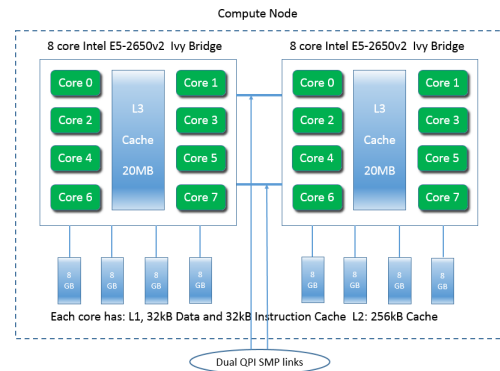 Compute Node
8 core Intel E5-2650v2 Ivy Bridge
8 core Intel E5-2650v2 Ivy Bridge
Core 0
Core 1
Core 2
Core 3
Core 4
Core 5
Core 6
Core 7
L3
Cache
20MB
Core 0
Core 1
Core 2
Core 3
Core 4
Core 5
Core 6
Core 7
L3
Cache
20MB
8
GB
8
GB
8
GB
8
GB
8
GB
8
GB
8
GB
8
GB
Each core has: L1, 32kB Data and 32kB Instruction Cache L2: 256kB Cache
Dual QPI SMP links